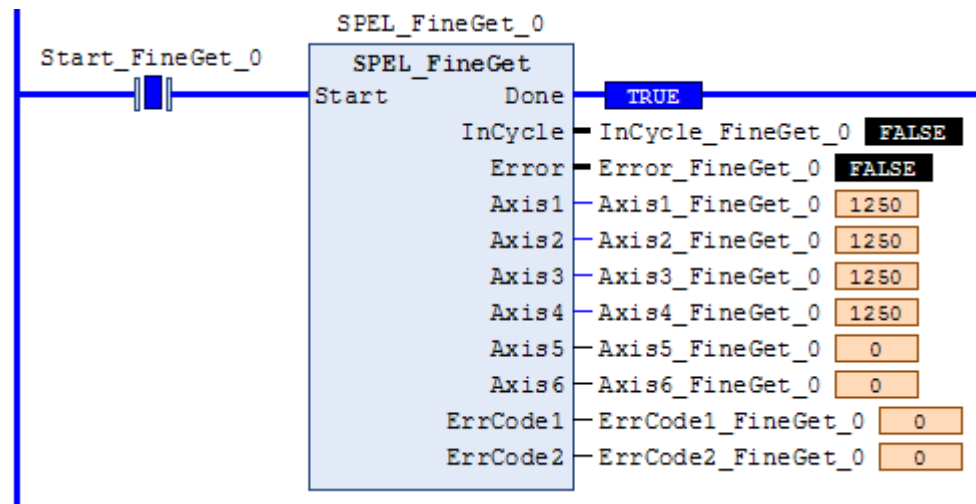 SPEL_FineGet_0
Start_FineGet_0
SPEL_FineGet
Start Done TRUE
InCycle InCycle_FineGet_0 FALSE
Error Error_FineGet_0 FALSE
Axis1 Axis1_FineGet_0 1250
Axis2 Axis2_FineGet_0 1250
Axis3 Axis3_FineGet_0 1250
Axis4 Axis4_FineGet_0 1250
Axis5 Axis5_FineGet_0 0
Axis6 Axis6_FineGet_0 0
ErrCode1 ErrCode1_FineGet_0 0
ErrCode2 ErrCode2_FineGet_0 0